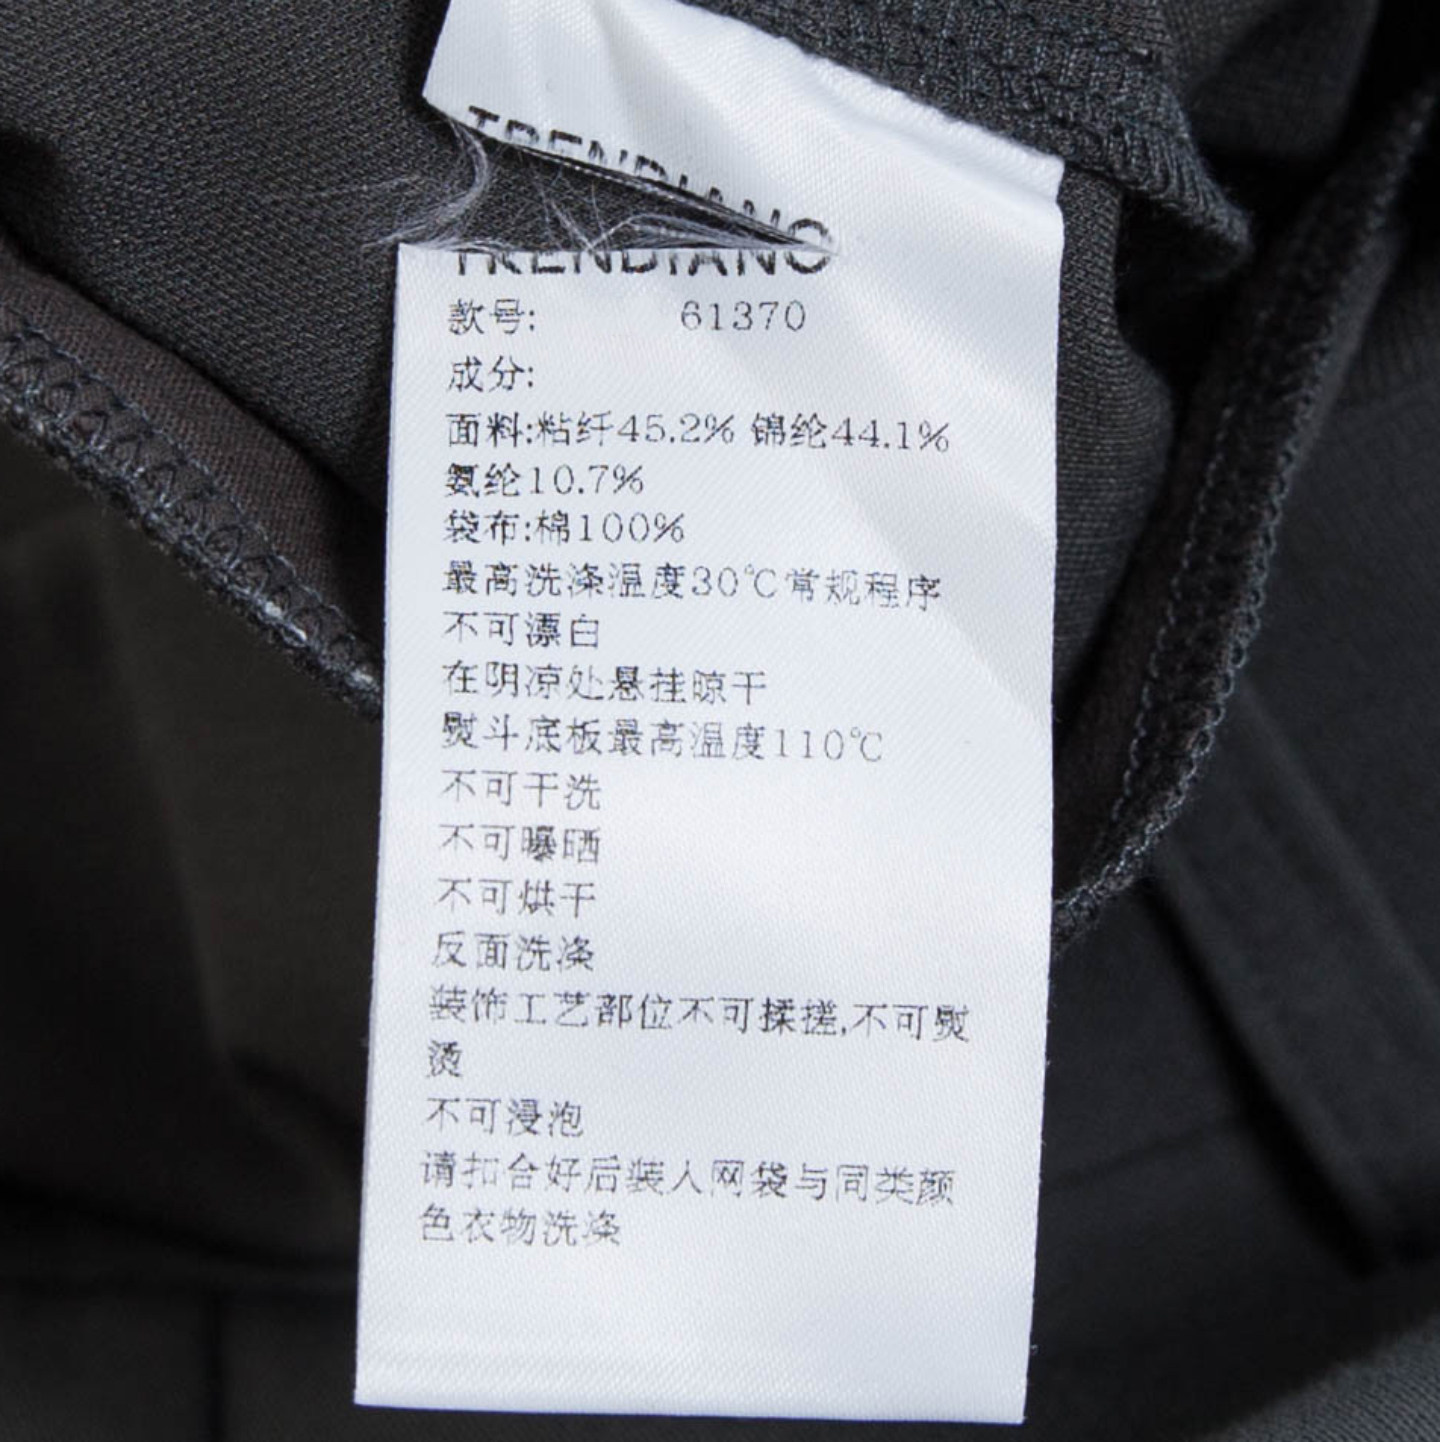 TRENDIANO
TRENDIANO
款号: 61370
成分:
面料:粘纤45.2% 锦纶44.1%
氨纶10.7%
袋布:棉100%
最高洗涤温度30℃常规程序
不可漂白
在阴凉处悬挂晾干
熨斗底板最高温度110℃
不可干洗
不可曝晒
不可烘干
反面洗涤
装饰工艺部位不可揉搓,不可熨
烫
不可浸泡
请扣合好后装入网袋与同类颜
色衣物洗涤